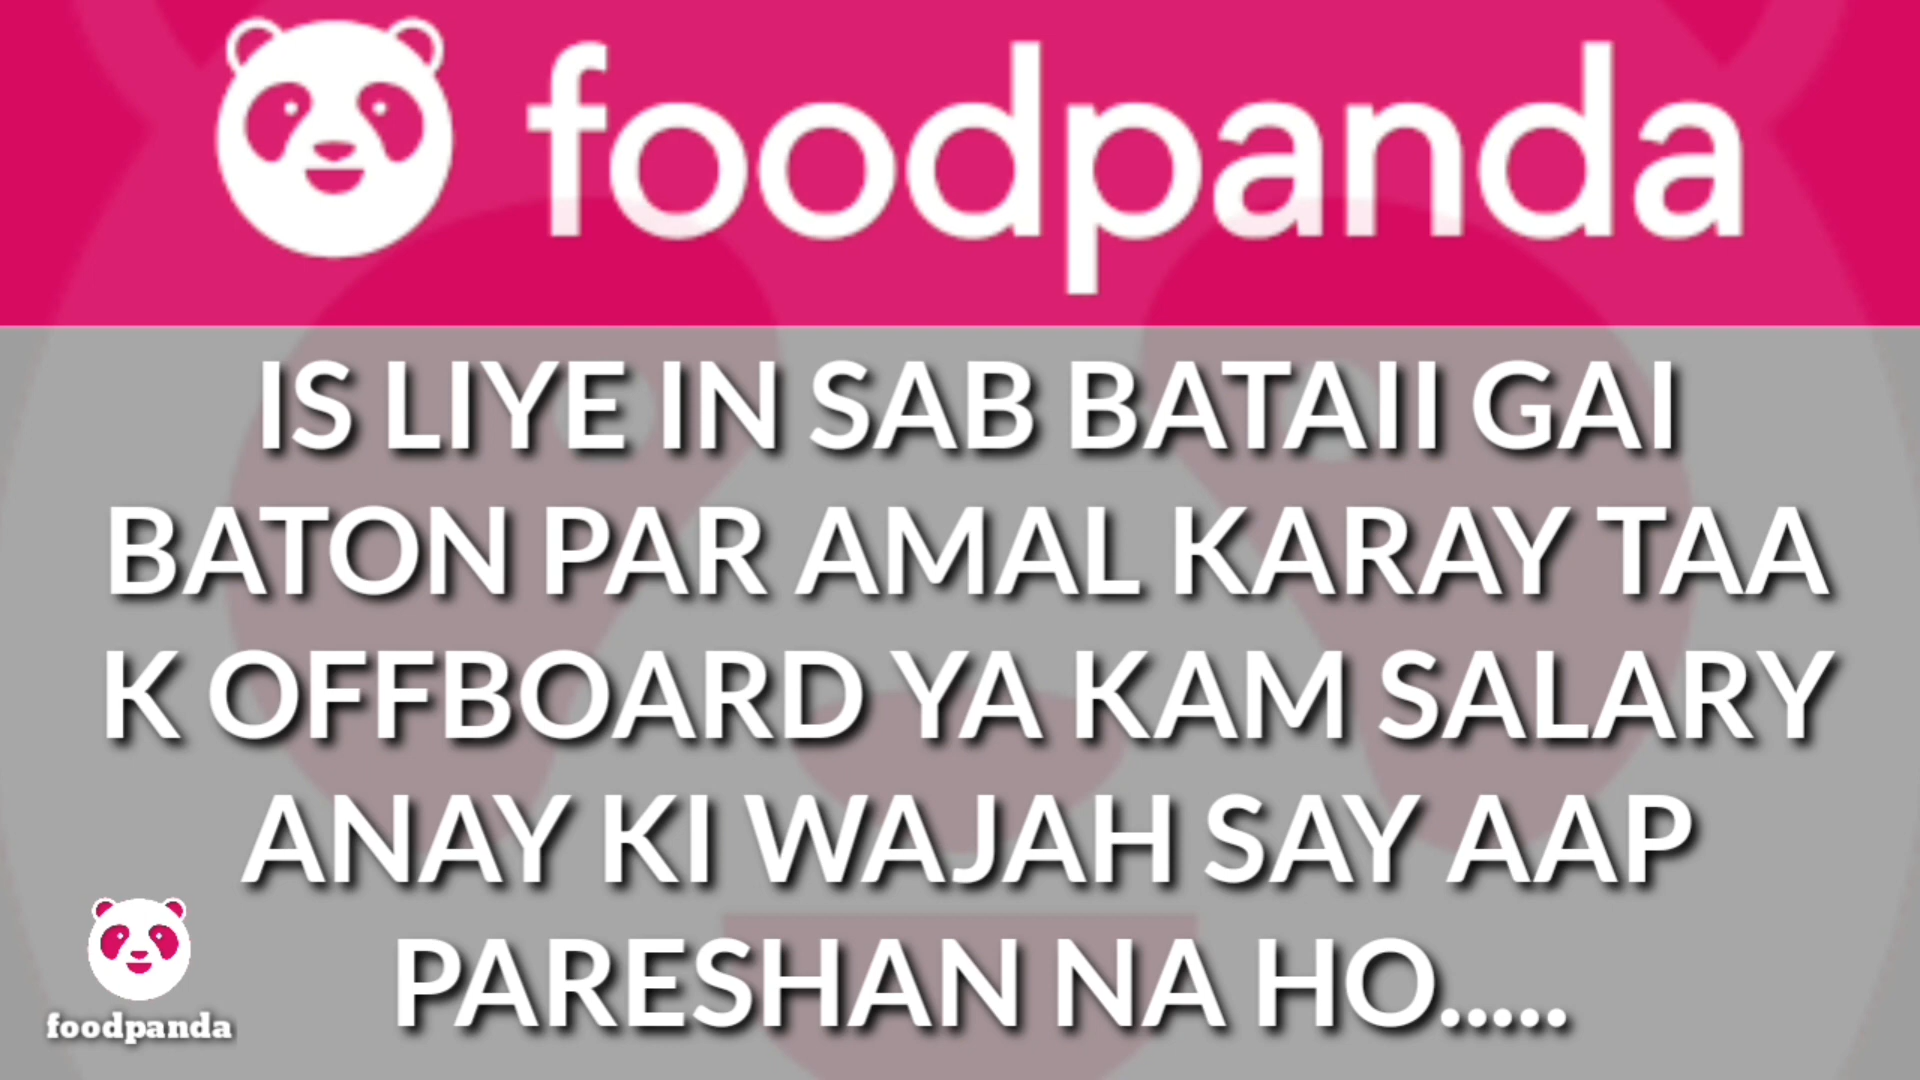 foodpanda
IS LIYE IN SAB BATAII GAI
BATON PAR AMAL KARAY TAA
K OFFBOARD YA KAM SALARY
ANAY KI WAJAH SAY AAP
PARESHAN NA HO.....
foodpanda